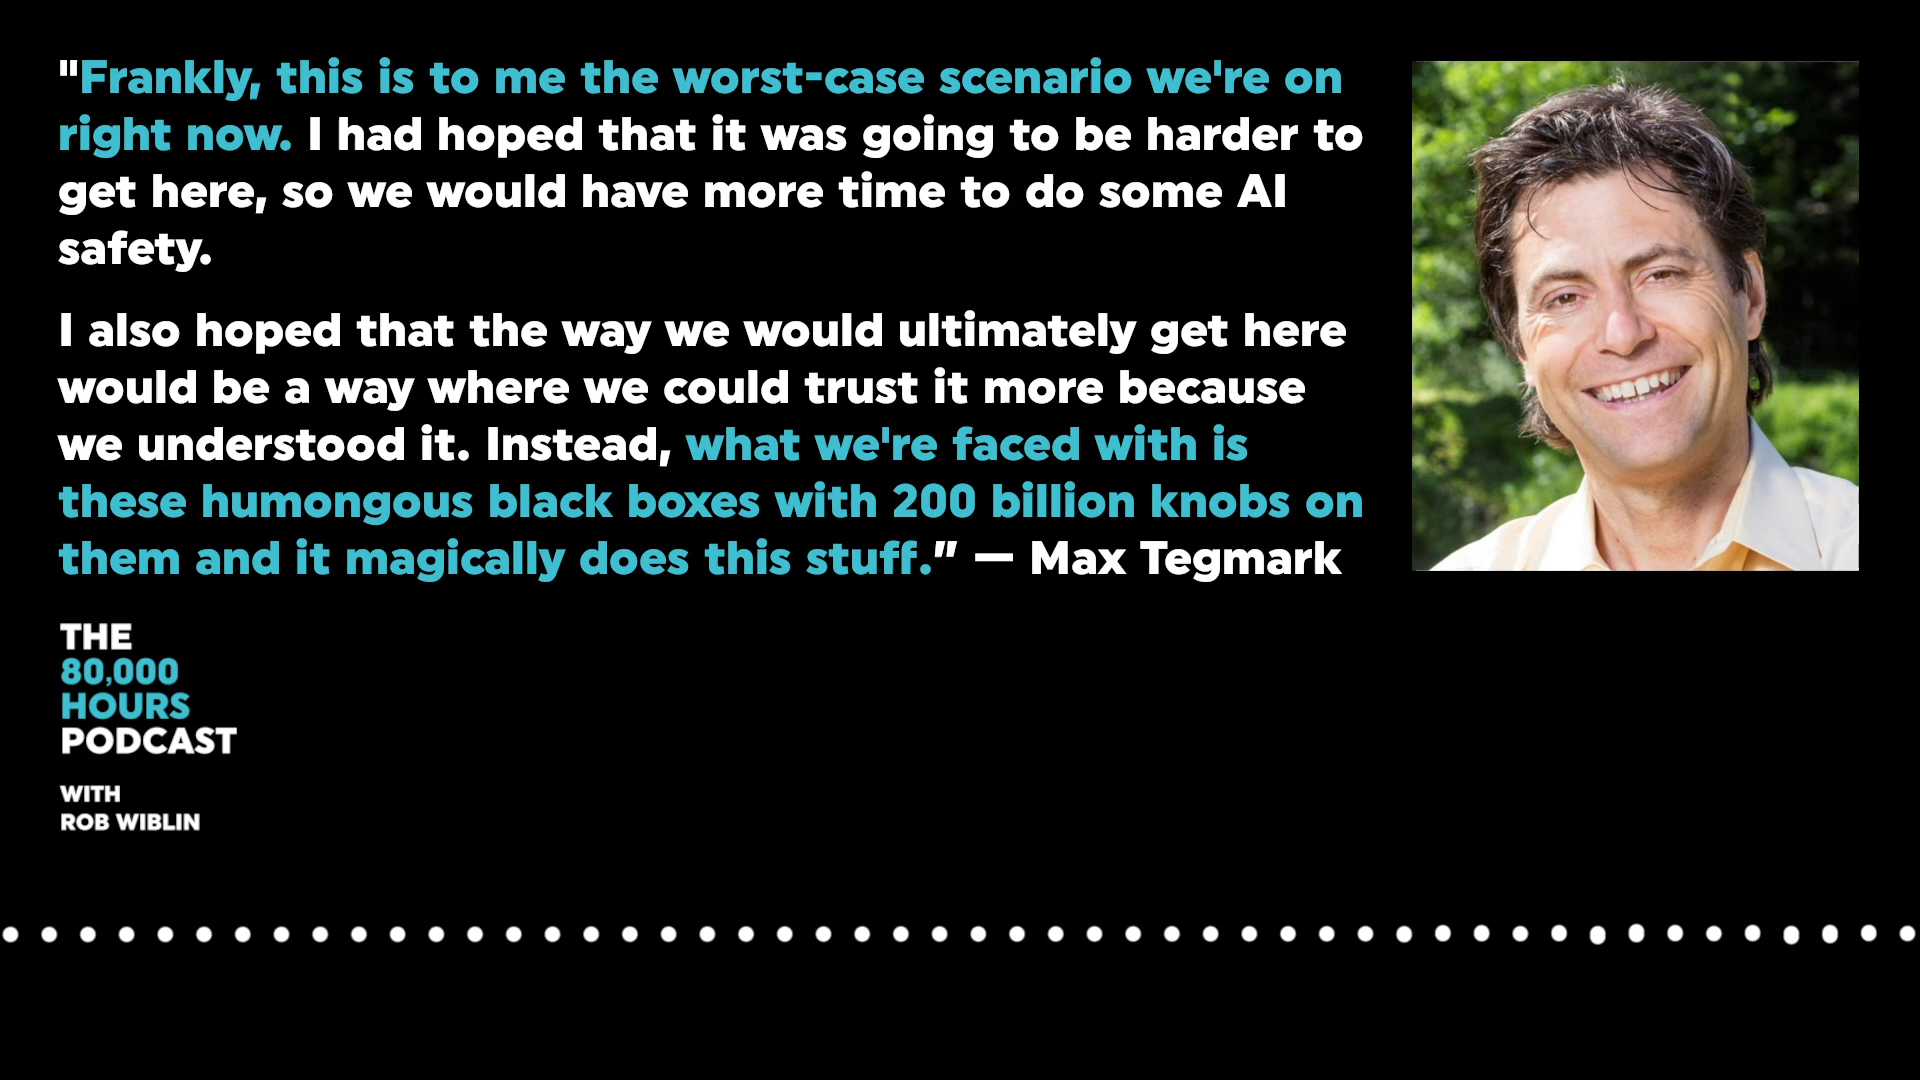 "Frankly, this is to me the worst-case scenario we're on
right now. I had hoped that it was going to be harder to
get here, so we would have more time to do some AI
safety.
I also hoped that the way we would ultimately get here
would be a way where we could trust it more because
we understood it. Instead, what we're faced with is
these humongous black boxes with 200 billion knobs on
them and it magically does this stuff.” — Max Tegmark
THE
80,000
HOURS
PODCAST
WITH
ROB WIBLIN